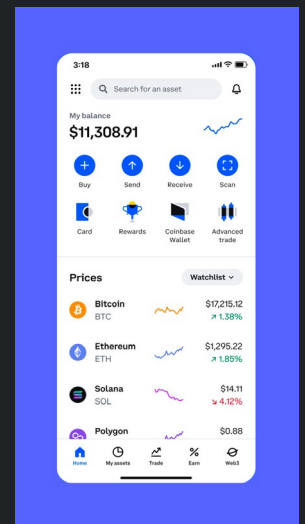 3:18
Search for an asset
My balance
$11,308.91
Buy Send Receive Scan
Card Rewards Coinbase Wallet Advanced trade
Prices Watchlist
Bitcoin $17,215.12
BTC 1.38%
Ethereum $1,295.22
ETH 1.85%
Solana $14.11
SOL 4.12%
Polygon $0.88
Home My assets Trade Earn Web3